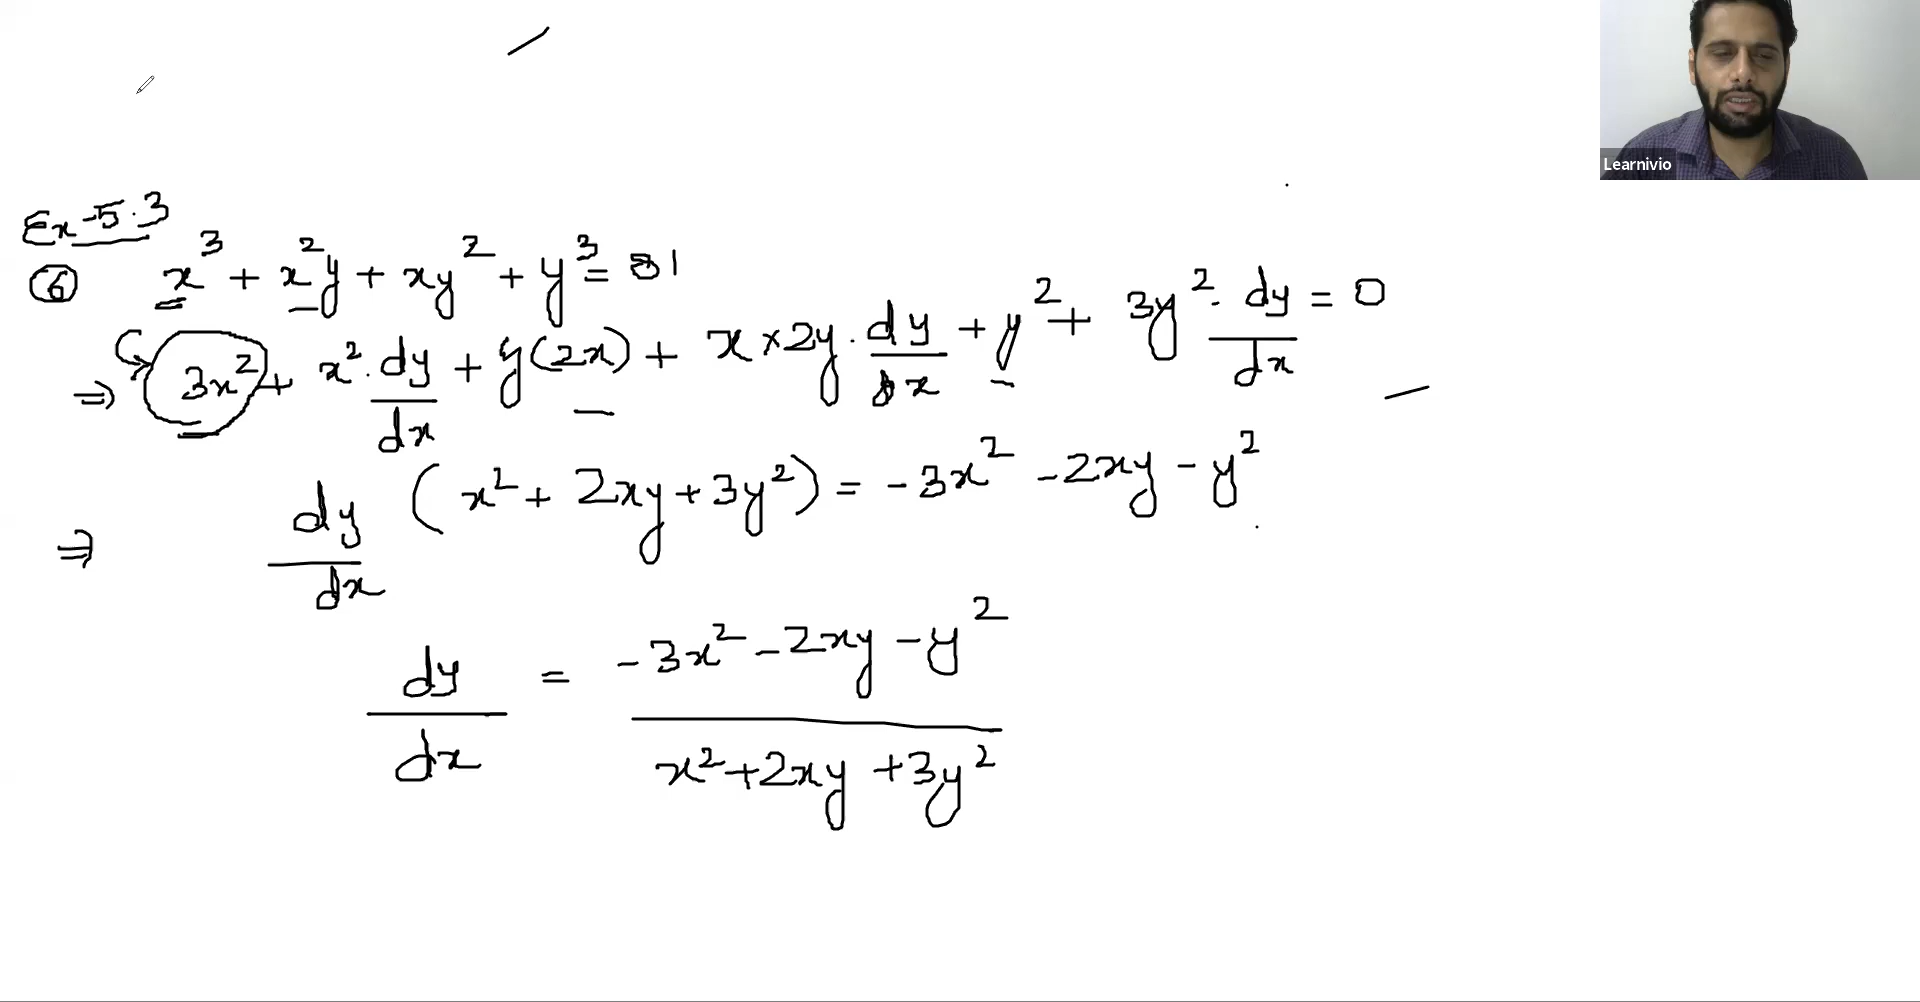 Learnivio
Ex-5.3
6 x³ + x²y + xy² + y³ = 81
⇒ 3x² + x² · dy/dx + y(2x) + x × 2y · dy/dx + y² + 3y² · dy/dx = 0
⇒ dy/dx (x² + 2xy + 3y²) = -3x² - 2xy - y²
dy/dx = -3x² - 2xy - y² / x² + 2xy + 3y²